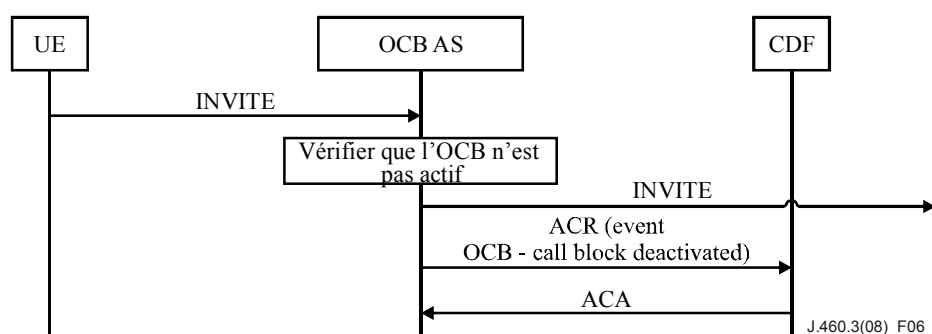 UE
OCB AS
CDF
INVITE
Vérifier que l'OCB n'est
pas actif
INVITE
ACR (event
OCB - call block deactivated)
ACA
J.460.3(08)_F06